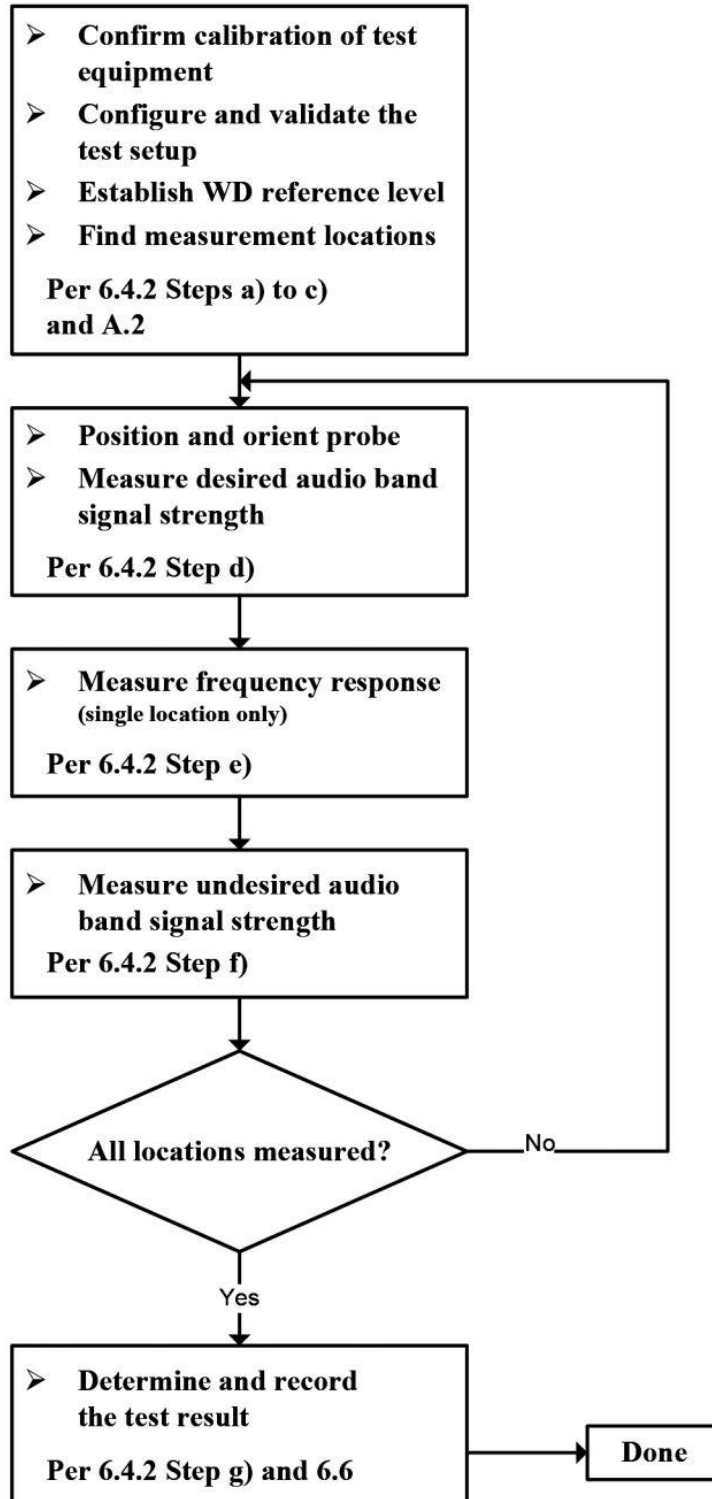 ➢ Confirm calibration of test
equipment
➢ Configure and validate the
test setup
➢ Establish WD reference level
➢ Find measurement locations
Per 6.4.2 Steps a) to c)
and A.2
➢ Position and orient probe
➢ Measure desired audio band
signal strength
Per 6.4.2 Step d)
➢ Measure frequency response
(single location only)
Per 6.4.2 Step e)
➢ Measure undesired audio
band signal strength
Per 6.4.2 Step f)
All locations measured?
No
Yes
➢ Determine and record
the test result
Per 6.4.2 Step g) and 6.6
Done